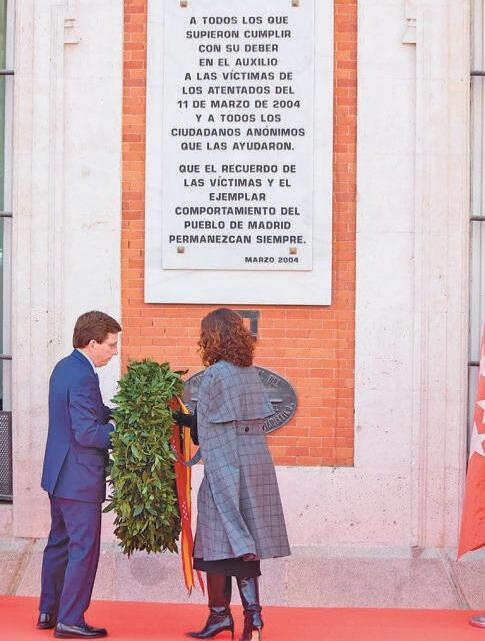 A TODOS LOS QUE
SUPIERON CUMPLIR
CON SU DEBER
EN EL AUXILIO
A LAS VÍCTIMAS DE
LOS ATENTADOS DEL
11 DE MARZO DE 2004
Y A TODOS LOS
CIUDADANOS ANÓNIMOS
QUE LAS AYUDARON.
QUE EL RECUERDO DE
LAS VÍCTIMAS Y EL
EJEMPLAR
COMPORTAMIENTO DEL
PUEBLO DE MADRID
PERMANEZCAN SIEMPRE.
MARZO 2004